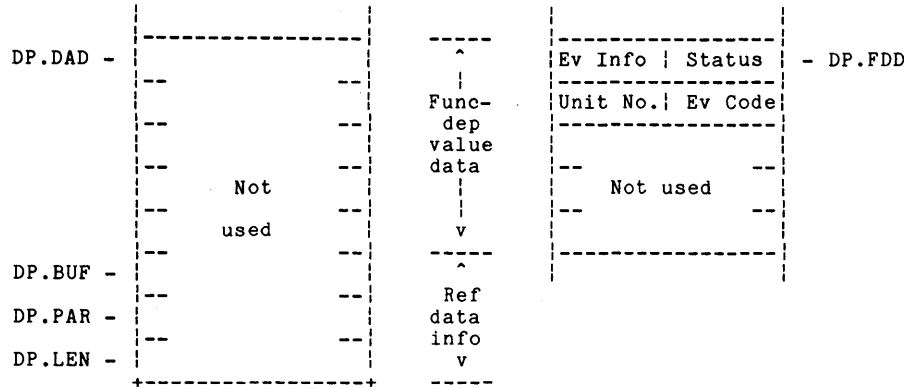 DP.DAD - ^ Ev Info | Status - DP.FDD
Func- Unit No. | Ev Code
dep
value
data
Not Not used
used v
DP.BUF - ^
Ref
DP.PAR - data
info
DP.LEN - v